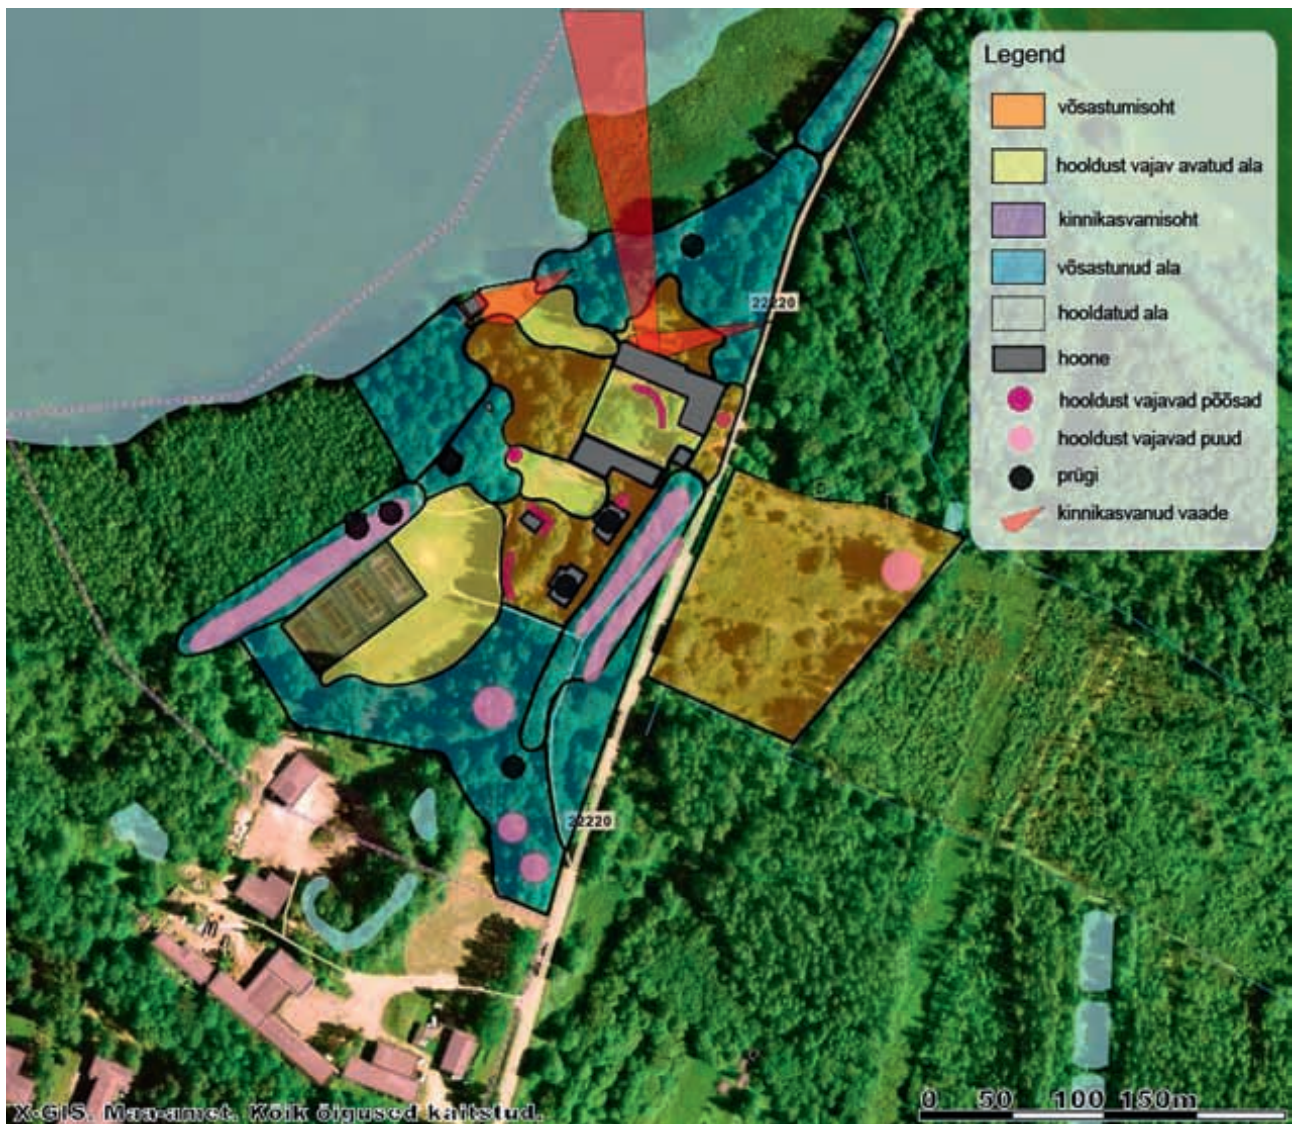 Legend
võsastumisoht
hooldust vajav avatud ala
kinnikasvamisoht
võsastunud ala
hooldatud ala
hoone
hooldust vajavad põõsad
hooldust vajavad puud
prügi
kinnikasvanud vaade
22220
22220
0 50 100 150m
X-GIS. Maa-amet. Kõik õigused kaitstud.